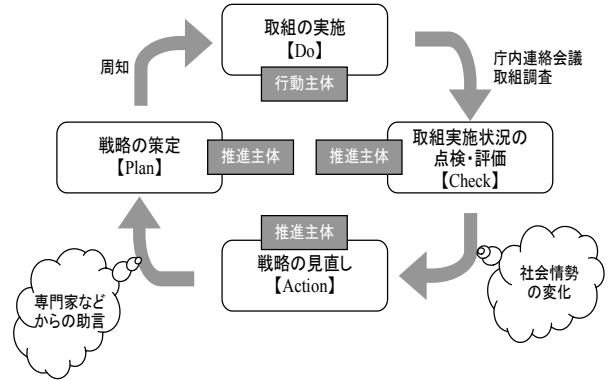 取組の実施
【Do】
行動主体
周知
庁内連絡会議
取組調査
戦略の策定
【Plan】
推進主体
推進主体
取組実施状況の
点検・評価
【Check】
推進主体
戦略の見直し
【Action】
専門家など
からの助言
社会情勢
の変化